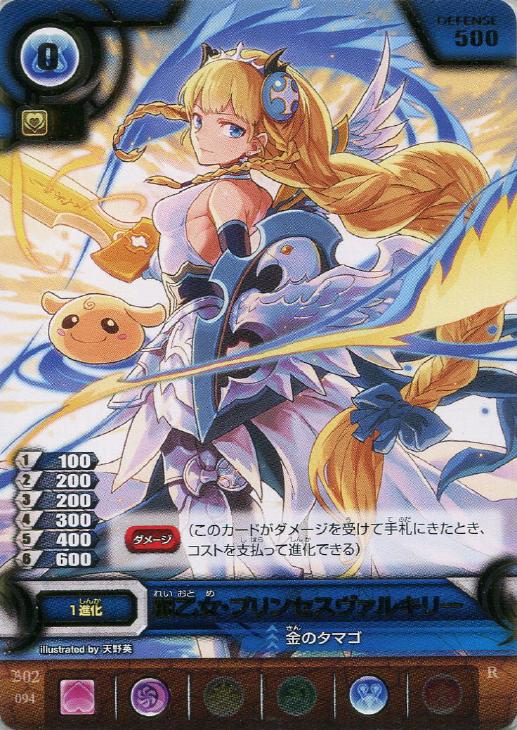 0
DEFENSE
500
1 100
2 200
3 200
4 300
5 400
6 600
ダメージ
(このカードがダメージを受けて手札にきたとき、
コストを支払って進化できる)
1進化
乙女・プリンセスヴァルキリー
金のタマゴ
illustrated by 天野英
302
094
R